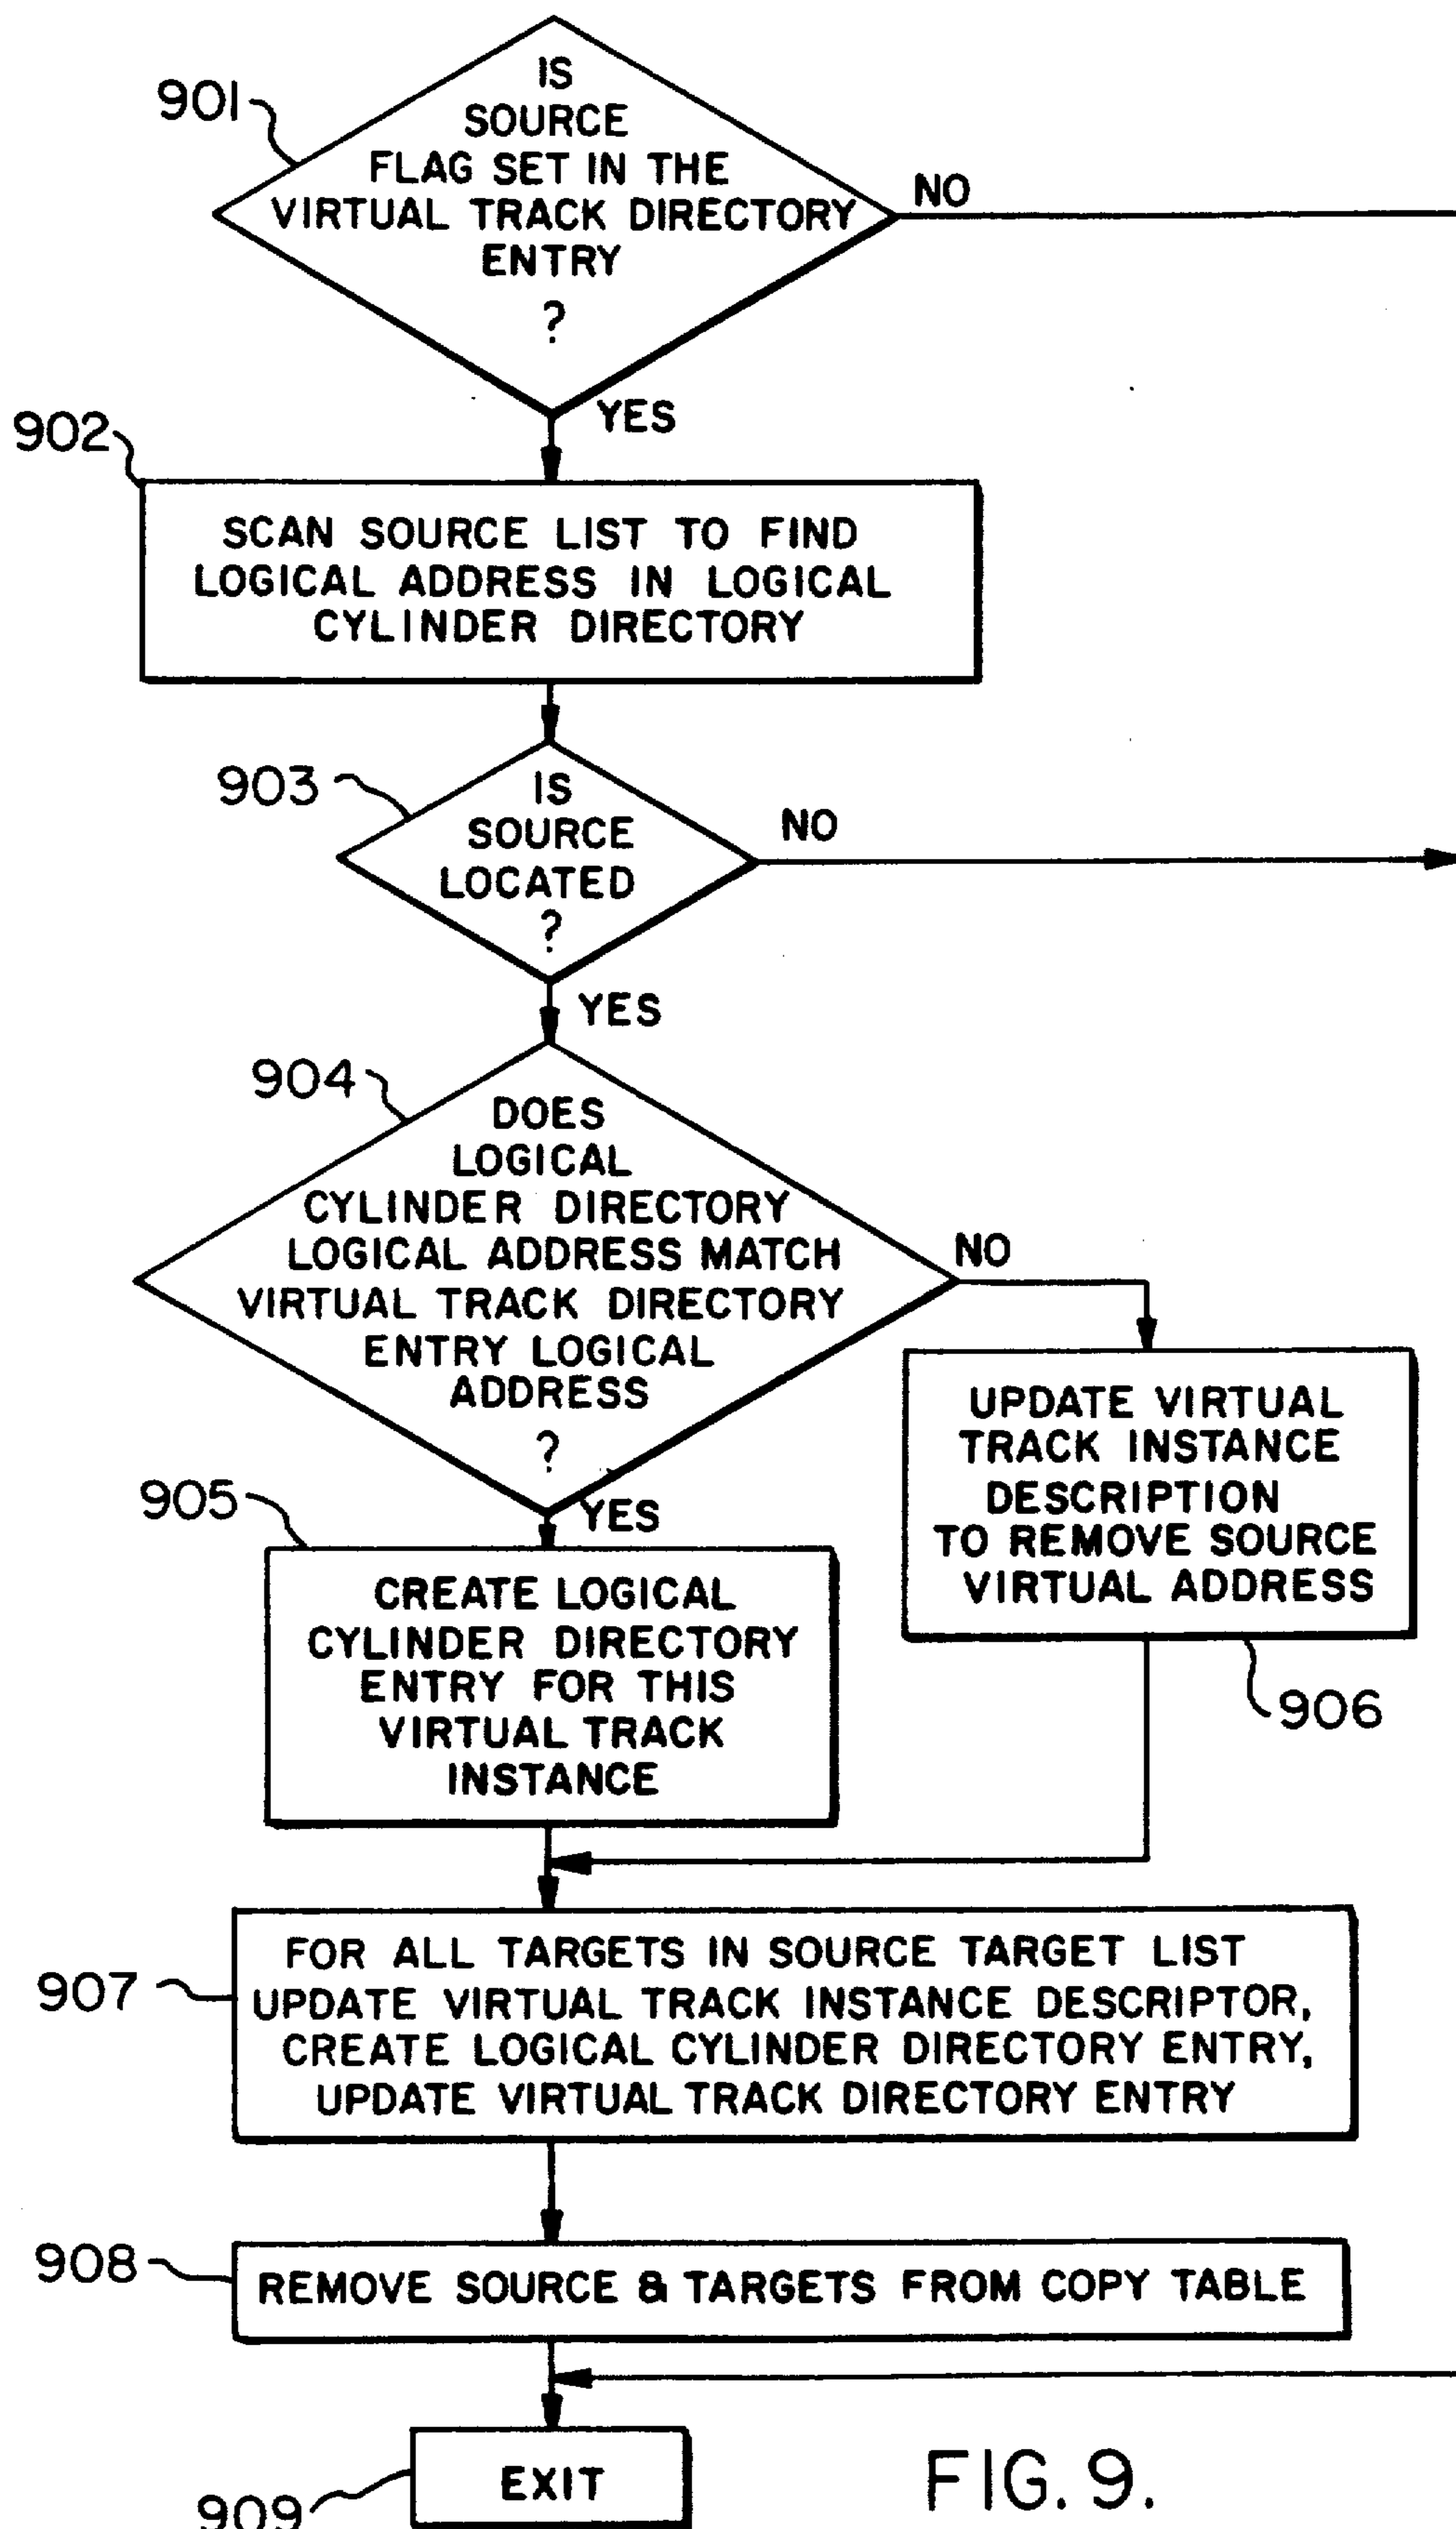 901
IS
SOURCE
FLAG SET IN THE
VIRTUAL TRACK DIRECTORY
ENTRY
?
NO
YES
902
SCAN SOURCE LIST TO FIND
LOGICAL ADDRESS IN LOGICAL
CYLINDER DIRECTORY
903
IS
SOURCE
LOCATED
?
NO
YES
904
DOES
LOGICAL
CYLINDER DIRECTORY
LOGICAL ADDRESS MATCH
VIRTUAL TRACK DIRECTORY
ENTRY LOGICAL
ADDRESS
?
NO
YES
905
CREATE LOGICAL
CYLINDER DIRECTORY
ENTRY FOR THIS
VIRTUAL TRACK
INSTANCE
UPDATE VIRTUAL
TRACK INSTANCE
DESCRIPTION
TO REMOVE SOURCE
VIRTUAL ADDRESS
906
907
FOR ALL TARGETS IN SOURCE TARGET LIST
UPDATE VIRTUAL TRACK INSTANCE DESCRIPTOR,
CREATE LOGICAL CYLINDER DIRECTORY ENTRY,
UPDATE VIRTUAL TRACK DIRECTORY ENTRY
908
REMOVE SOURCE & TARGETS FROM COPY TABLE
EXIT
909
FIG. 9.